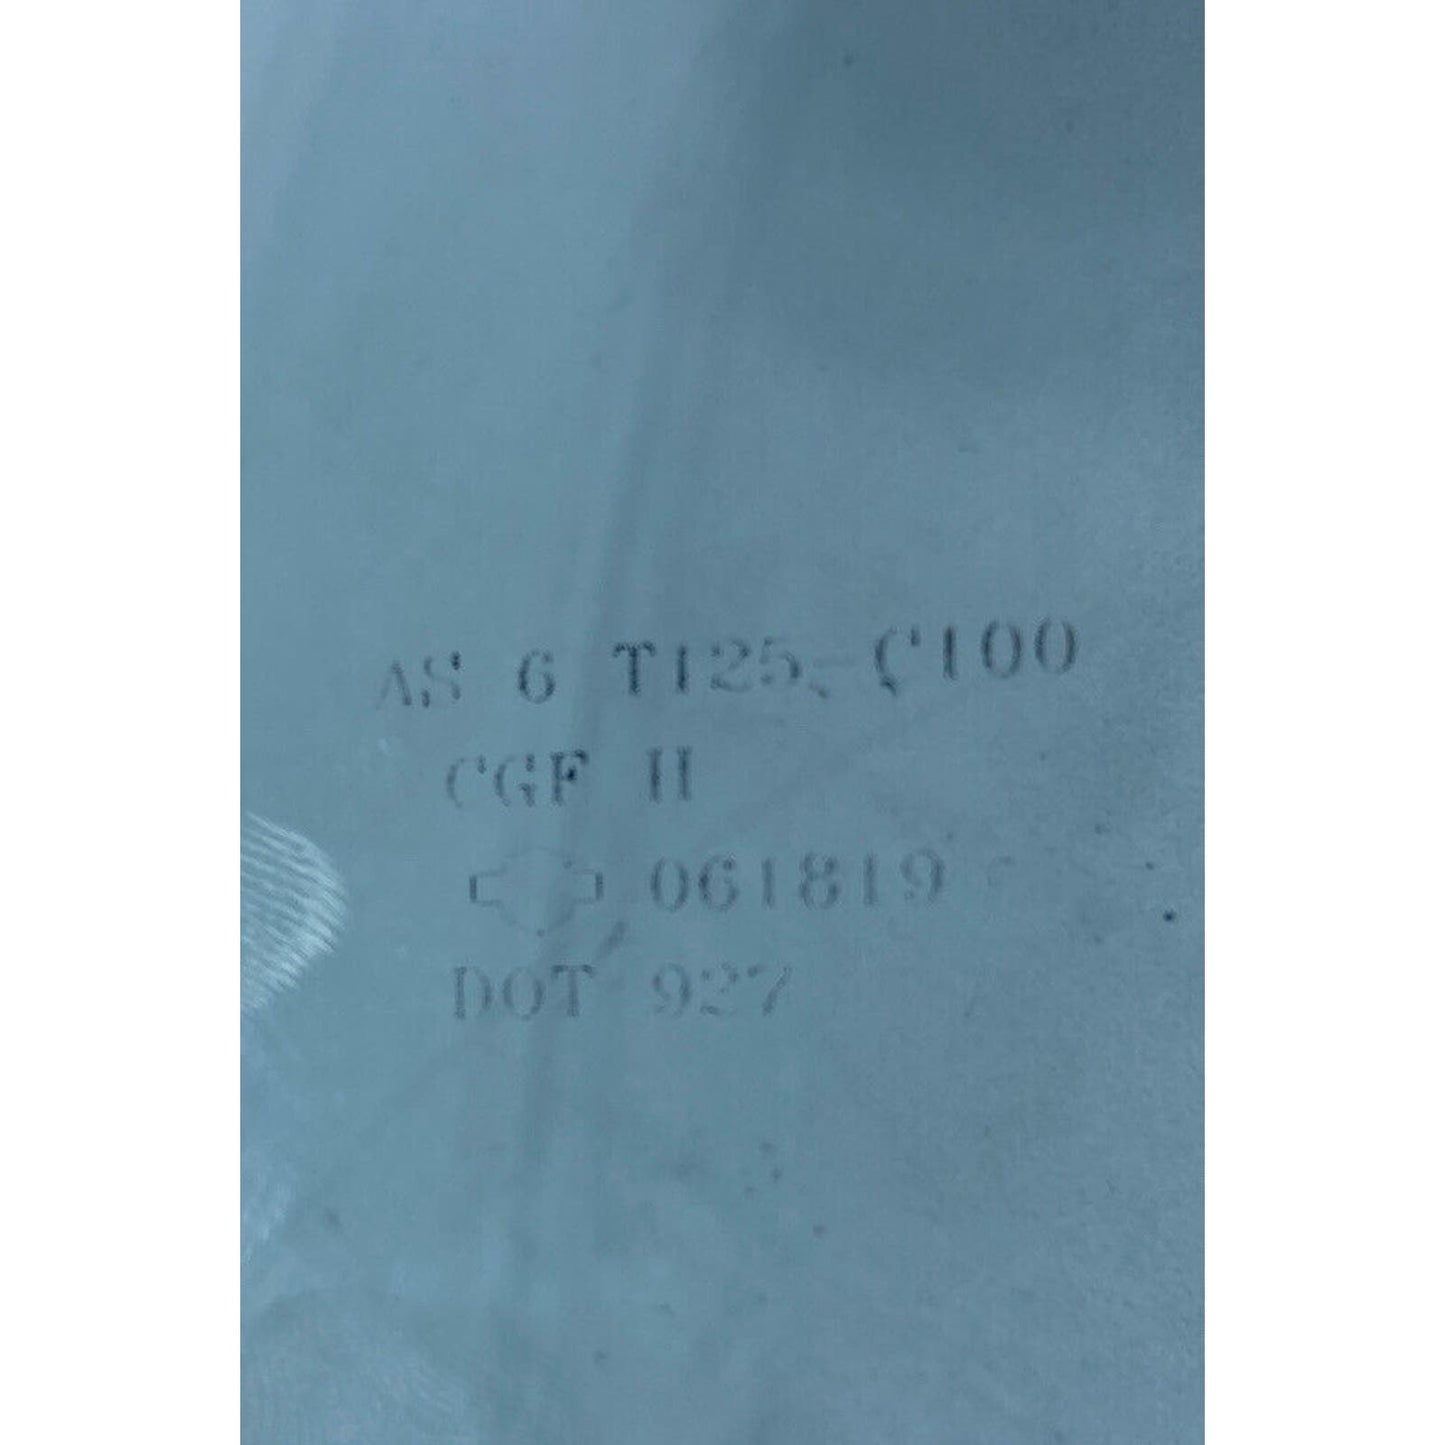 AS 6 T125-C100
CGF II
061819
DOT 927